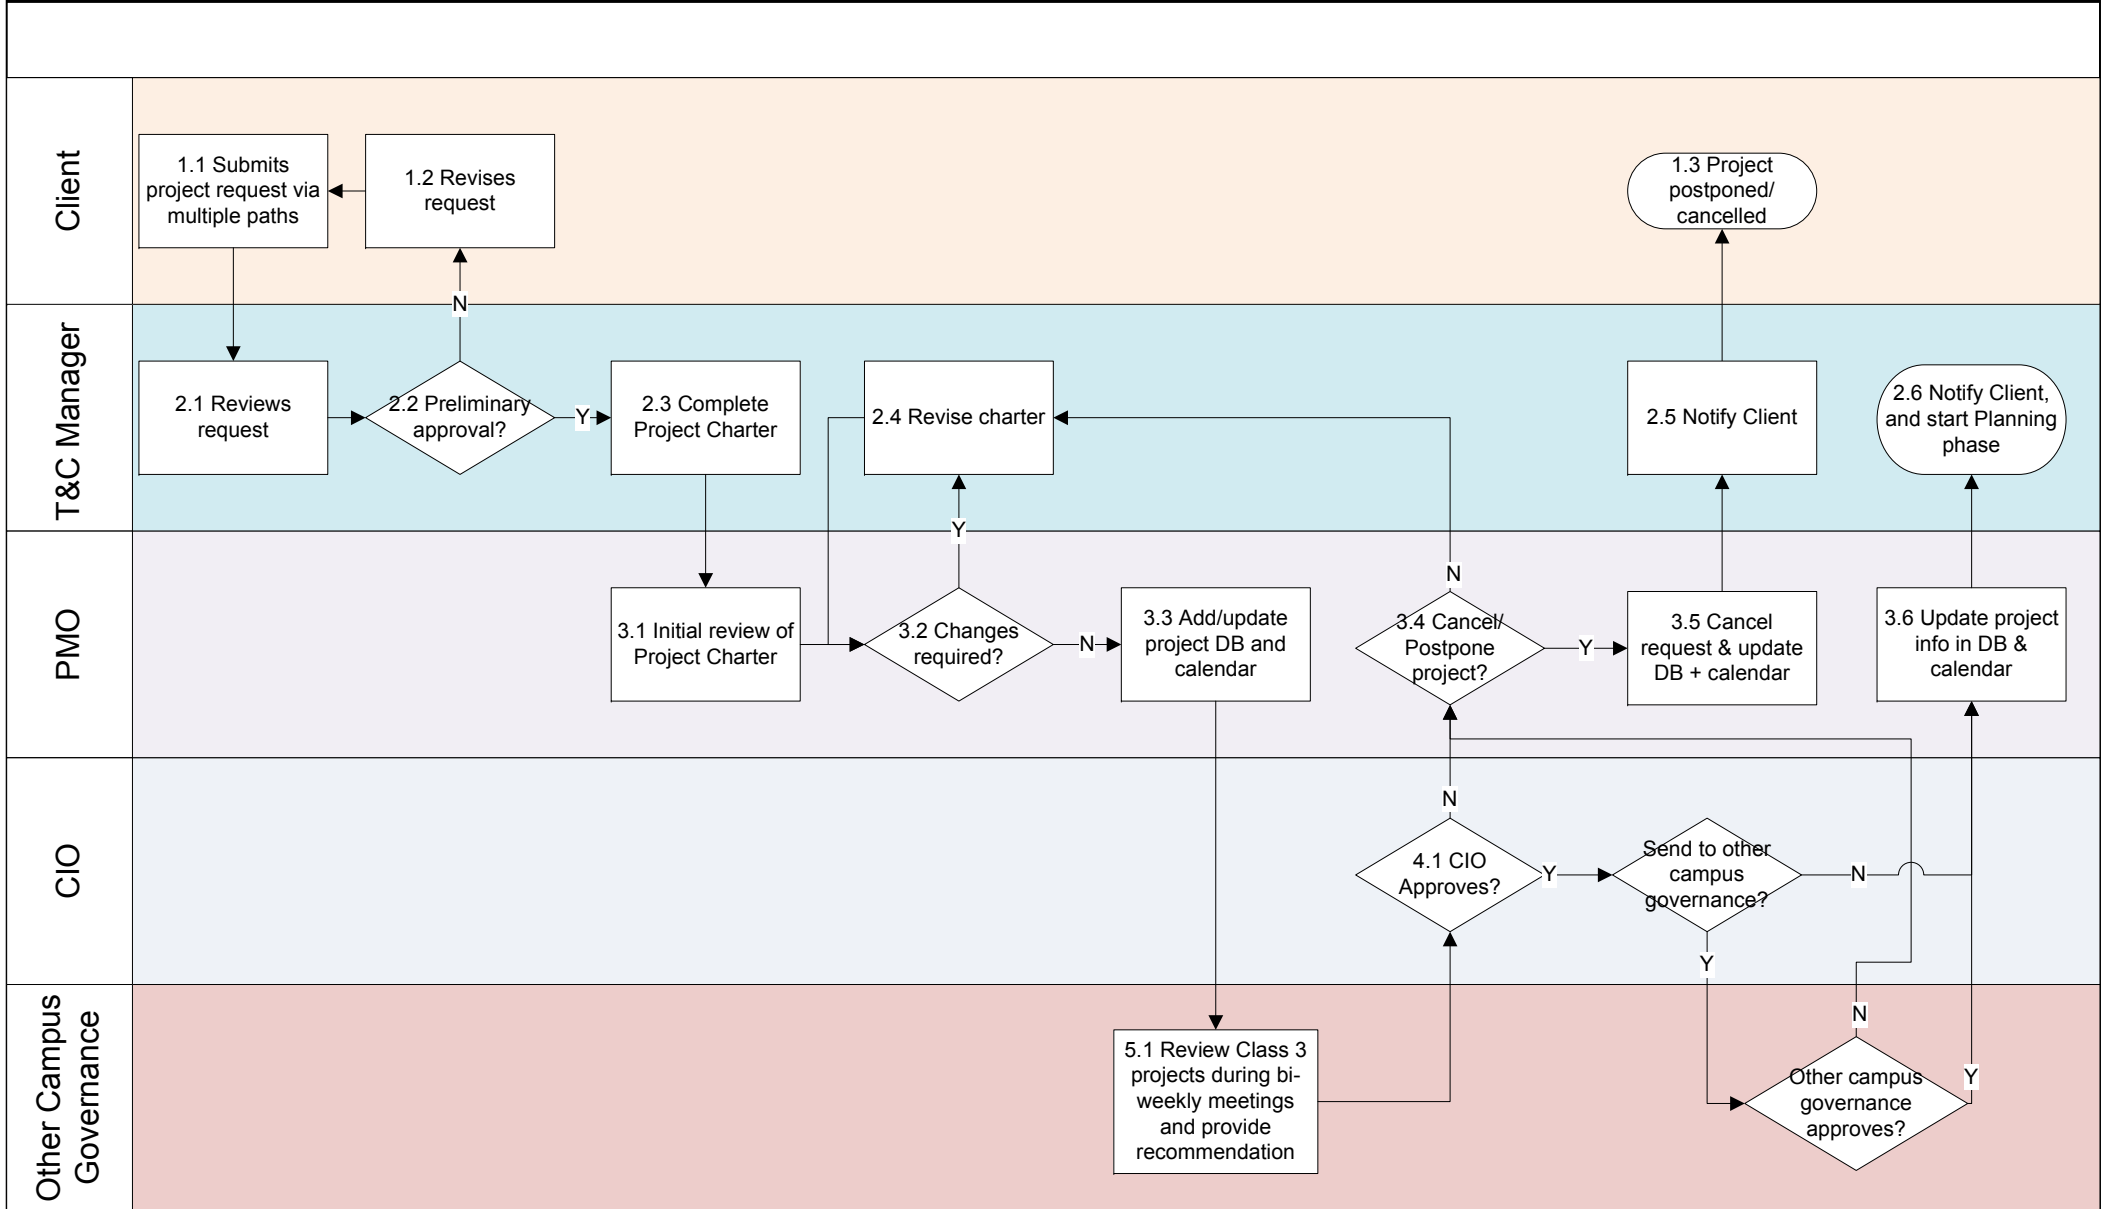 Client
1.1 Submits
project request via
multiple paths
1.2 Revises
request
1.3 Project
postponed/
cancelled
N
T&C Manager
2.1 Reviews
request
2.2 Preliminary
approval?
Y
2.3 Complete
Project Charter
2.4 Revise charter
2.5 Notify Client
2.6 Notify Client,
and start Planning
phase
Y
PMO
3.1 Initial review of
Project Charter
3.2 Changes
required?
N
3.3 Add/update
project DB and
calendar
N
3.4 Cancel/
Postpone
project?
Y
3.5 Cancel
request & update
DB + calendar
3.6 Update project
info in DB &
calendar
CIO
N
4.1 CIO
Approves?
Y
Send to other
campus
governance?
N
Y
Other Campus
Governance
5.1 Review Class 3
projects during bi-
weekly meetings
and provide
recommendation
N
Other campus
governance
approves?
Y